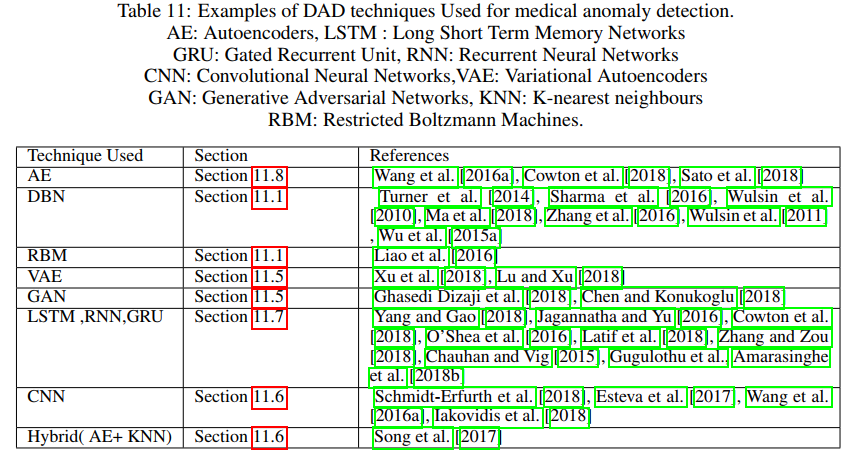 Table 11: Examples of DAD techniques Used for medical anomaly detection.
AE: Autoencoders, LSTM : Long Short Term Memory Networks
GRU: Gated Recurrent Unit, RNN: Recurrent Neural Networks
CNN: Convolutional Neural Networks,VAE: Variational Autoencoders
GAN: Generative Adversarial Networks, KNN: K-nearest neighbours
RBM: Restricted Boltzmann Machines.
Technique Used Section References
AE Section 11.8 Wang et al. [2016a], Cowton et al. [2018], Sato et al. [2018]
DBN Section 11.1 Turner et al. [2014], Sharma et al. [2016], Wulsin et al.
[2010], Ma et al. [2018], Zhang et al. [2016], Wulsin et al. [2011]
, Wu et al. [2015a]
RBM Section 11.1 Liao et al. [2016]
VAE Section 11.5 Xu et al. [2018], Lu and Xu [2018]
GAN Section 11.5 Ghasedi Dizaji et al. [2018], Chen and Konukoglu [2018]
LSTM ,RNN,GRU Section 11.7 Yang and Gao [2018], Jagannatha and Yu [2016], Cowton et al.
[2018], O'Shea et al. [2016], Latif et al. [2018], Zhang and Zou
[2018], Chauhan and Vig [2015], Gugulothu et al., Amarasinghe
et al. [2018b]
CNN Section 11.6 Schmidt-Erfurth et al. [2018], Esteva et al. [2017], Wang et al.
[2016a], Iakovidis et al. [2018]
Hybrid( AE+ KNN) Section 11.6 Song et al. [2017]